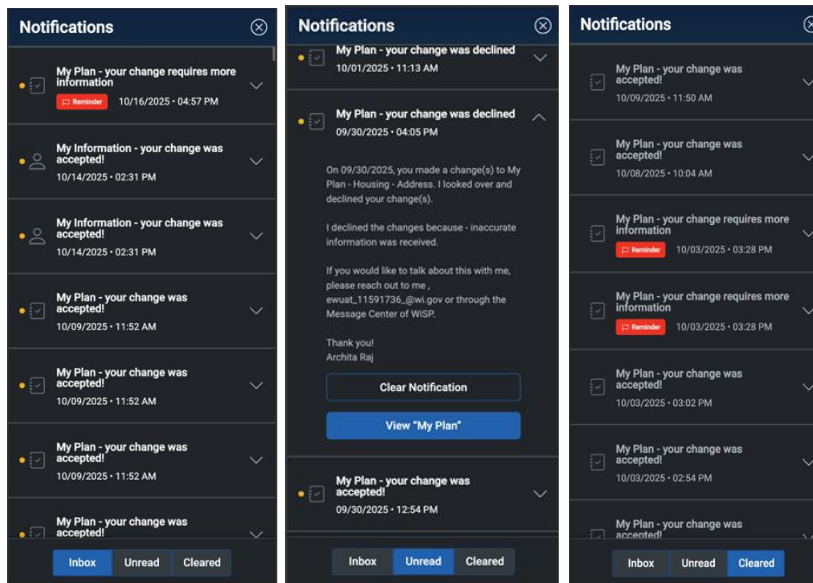 Notifications
My Plan - your change requires more
information
Reminder 10/16/2025 • 04:57 PM
My Information - your change was
accepted!
10/14/2025 • 02:31 PM
My Information - your change was
accepted!
10/14/2025 • 02:31 PM
My Plan - your change was
accepted!
10/09/2025 • 11:52 AM
My Plan - your change was
accepted!
10/09/2025 • 11:52 AM
My Plan - your change was
accepted!
10/09/2025 • 11:52 AM
My Plan - your change was
accepted!
Inbox Unread Cleared
Notifications
My Plan - your change was declined
10/01/2025 • 11:13 AM
My Plan - your change was declined
09/30/2025 • 04:05 PM
On 09/30/2025, you made a change(s) to My
Plan - Housing - Address. I looked over and
declined your change(s).
I declined the changes because - inaccurate
information was received.
If you would like to talk about this with me,
please reach out to me ,
ewuat_11591736_@wi.gov or through the
Message Center of WiSP.
Thank you!
Archita Raj
Clear Notification
View "My Plan"
My Plan - your change was
accepted!
09/30/2025 • 12:54 PM
Inbox Unread Cleared
Notifications
My Plan - your change was
accepted!
10/09/2025 • 11:50 AM
My Plan - your change was
accepted!
10/08/2025 • 10:04 AM
My Plan - your change requires more
information
Reminder 10/03/2025 • 03:28 PM
My Plan - your change requires more
information
Reminder 10/03/2025 • 03:28 PM
My Plan - your change was
accepted!
10/03/2025 • 03:02 PM
My Plan - your change was
accepted!
10/03/2025 • 02:54 PM
My Plan - your change was
accepted!
Inbox Unread Cleared